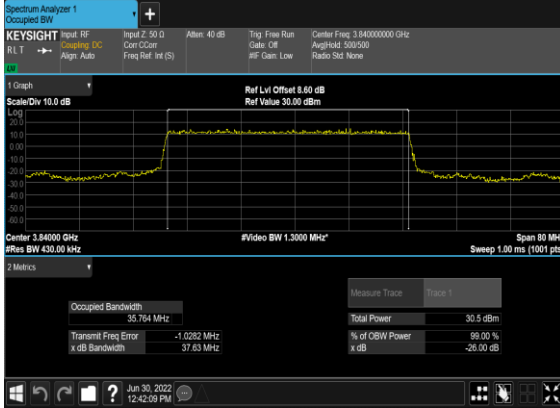 Spectrum Analyzer 1
Occupied BW
KEYSIGHT Input: RF Input Z: 50 Ω Atten: 40 dB Trig: Free Run Center Freq: 3.840000000 GHz
RLT Coupling: DC Corr CCorr Gate: Off Avg|Hold: 500/500
Align: Auto Freq Ref: Int (S) #IF Gain: Low Radio Std: None
1 Graph
Ref Lvl Offset 8.60 dB
Scale/Div 10.0 dB Ref Value 30.00 dBm
Log
20.0
10.0
0.00
-10.0
-20.0
-30.0
-40.0
-50.0
-60.0
Center 3.84000 GHz #Video BW 1.3000 MHz* Span 80 MH
#Res BW 430.00 kHz Sweep 1.00 ms (1001 pts
2 Metrics
Measure Trace Trace 1
Occupied Bandwidth
35.764 MHz Total Power 30.5 dBm
Transmit Freq Error -1.0282 MHz % of OBW Power 99.00 %
x dB Bandwidth 37.63 MHz x dB -26.00 dB
Jun 30, 2022
12:42:09 PM